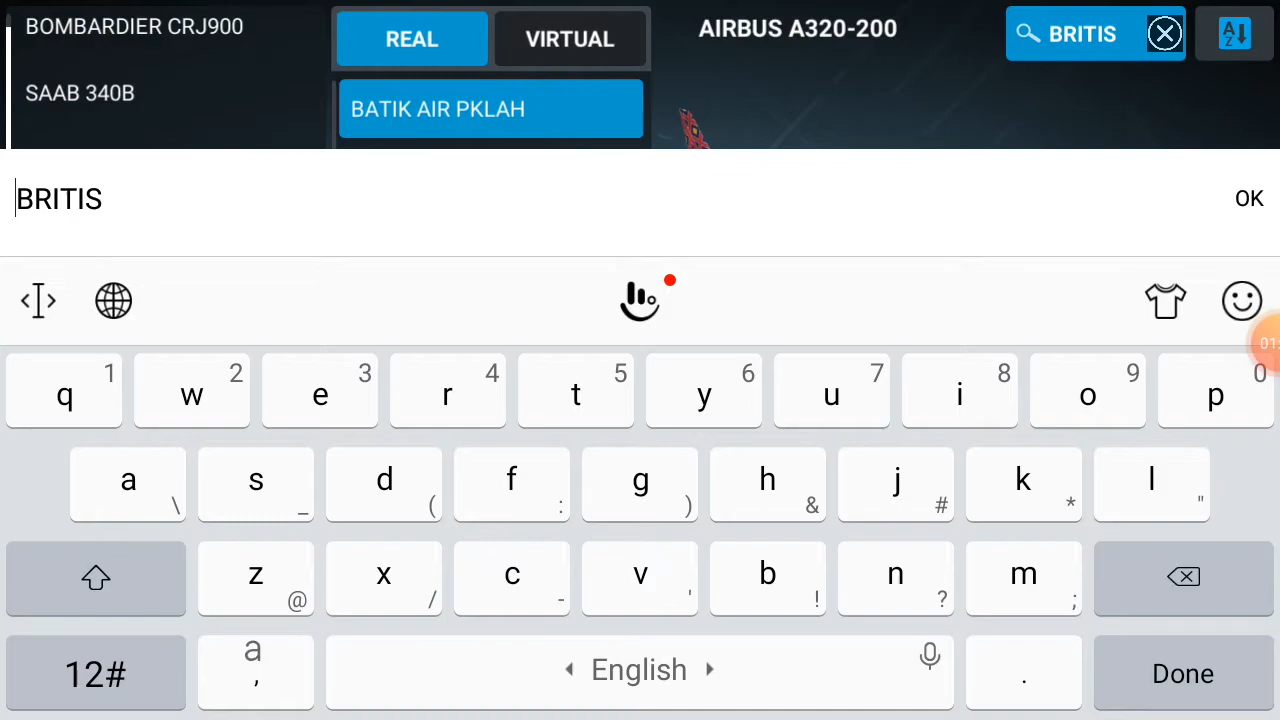 BOMBARDIER CRJ900
SAAB 340B
REAL
VIRTUAL
BATIK AIR PKLAH
AIRBUS A320-200
BRITIS
A
Z
BRITIS
OK
q 1 w 2 e 3 r 4 t 5 y 6 u 7 i 8 o 9 p 0
a \ s _ d ( f : g ) h & j # k * l "
z @ x / c - v ' b ! n ? m ;
12# a , English . Done